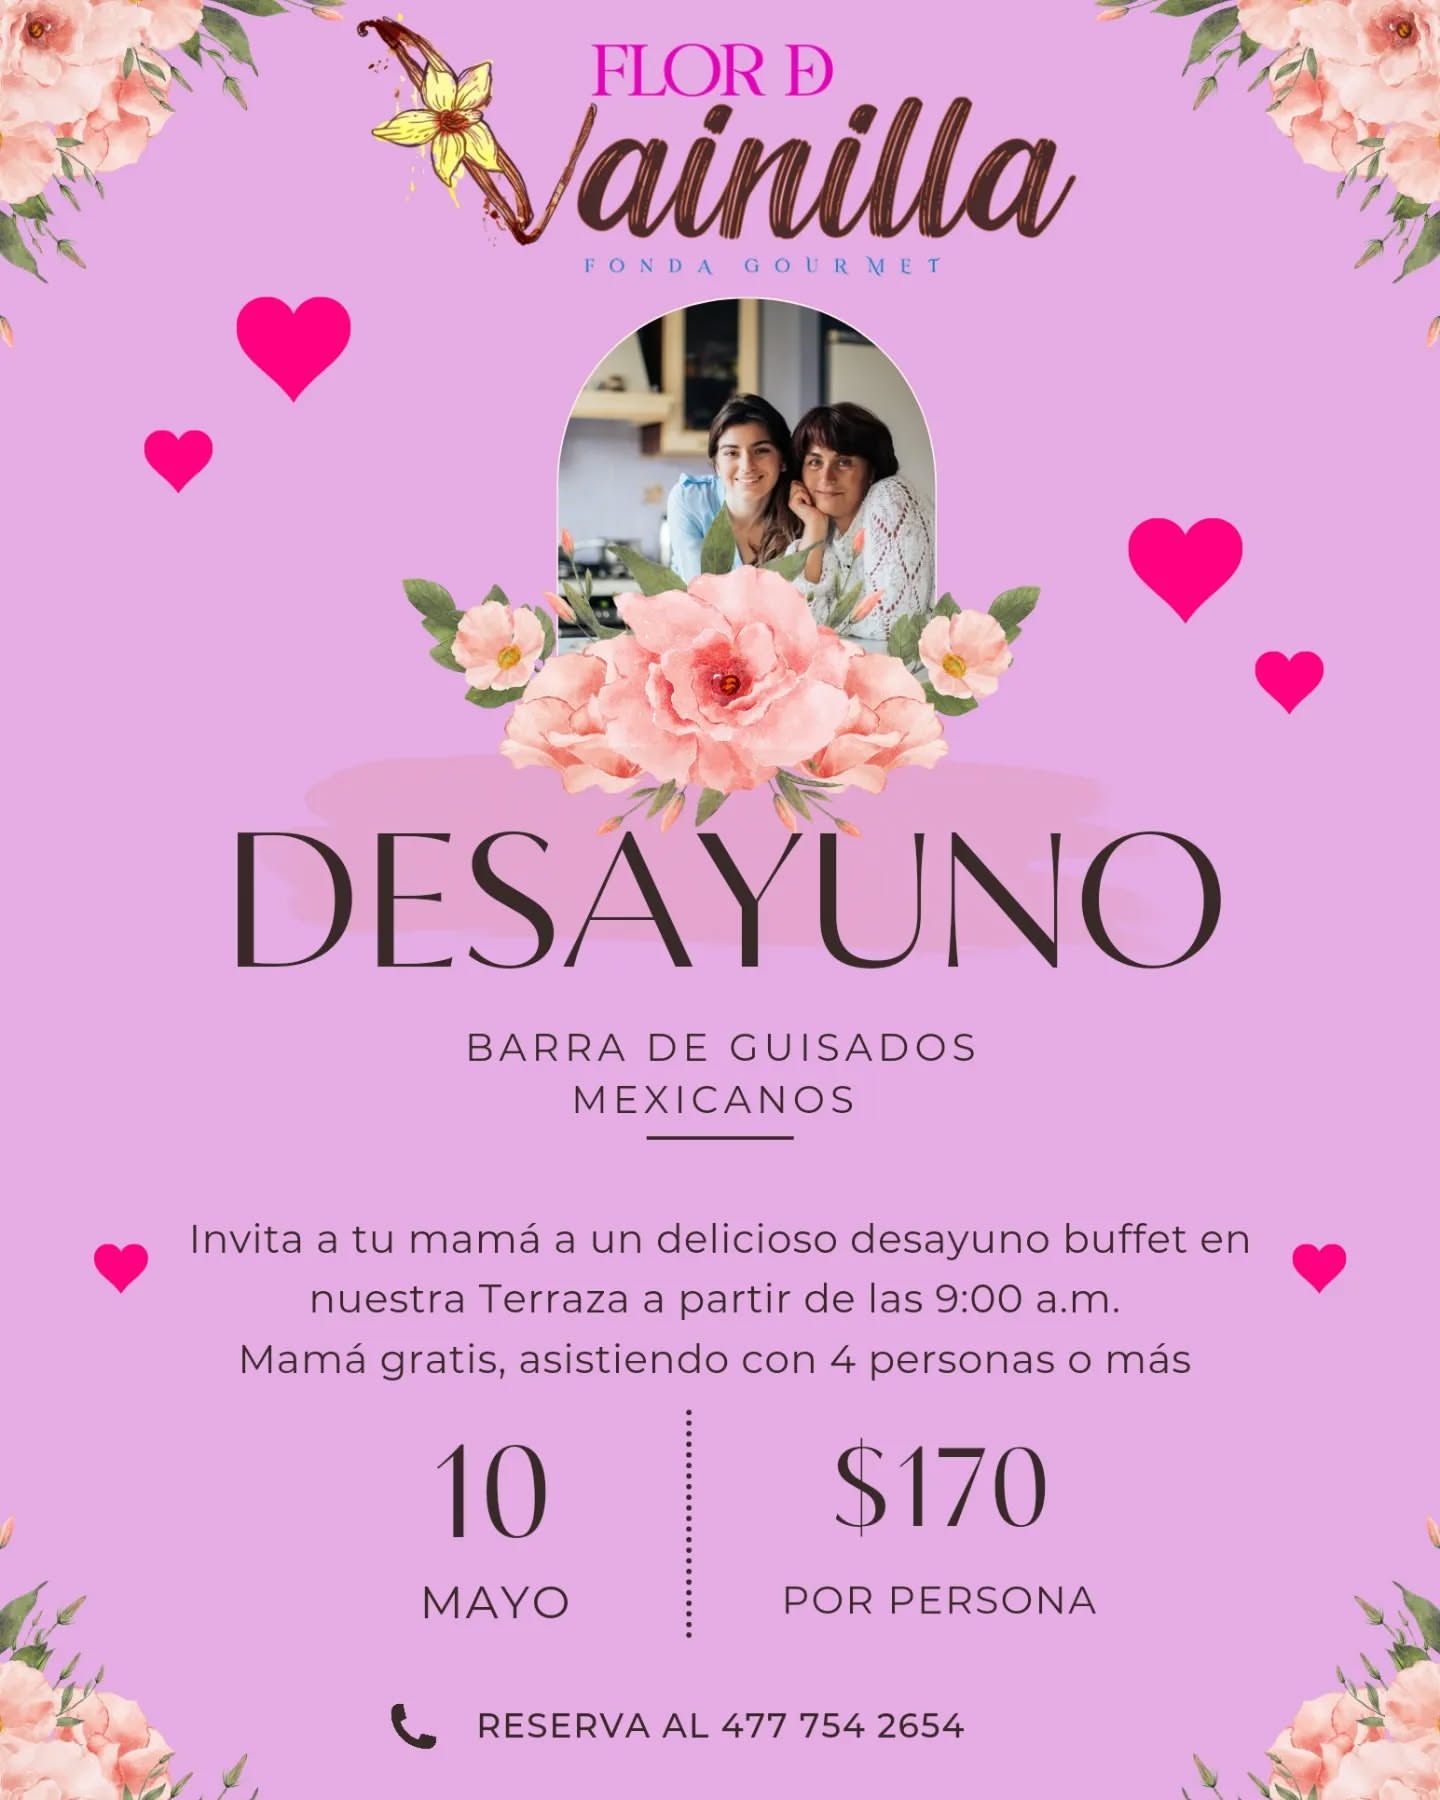 FLOR DE
Vainilla
FONDA GOURMET
DESAYUNO
BARRA DE GUISADOS
MEXICANOS
Invita a tu mamá a un delicioso desayuno buffet en
nuestra Terraza a partir de las 9:00 a.m.
Mamá gratis, asistiendo con 4 personas o más
10
MAYO
$170
POR PERSONA
RESERVA AL 477 754 2654